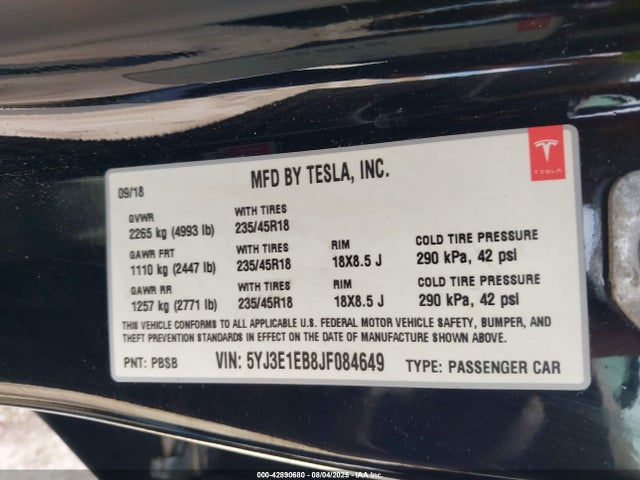 MFD BY TESLA, INC.
TESLA
09/18
GVWR WITH TIRES
2265 kg (4993 lb) 235/45R18
GAWR FRT WITH TIRES RIM COLD TIRE PRESSURE
1110 kg (2447 lb) 235/45R18 18X8.5 J 290 kPa, 42 psi
GAWR RR WITH TIRES RIM COLD TIRE PRESSURE
1257 kg (2771 lb) 235/45R18 18X8.5 J 290 kPa, 42 psi
THIS VEHICLE CONFORMS TO ALL APPLICABLE U.S. FEDERAL MOTOR VEHICLE SAFETY, BUMPER, AND
THEFT PREVENTION STANDARDS IN EFFECT ON THE DATE OF MANUFACTURE SHOWN ABOVE.
PNT: PBSB VIN: 5YJ3E1EB8JF084649 TYPE: PASSENGER CAR
000-42890680 - 08/04/2025 - IAA Inc.